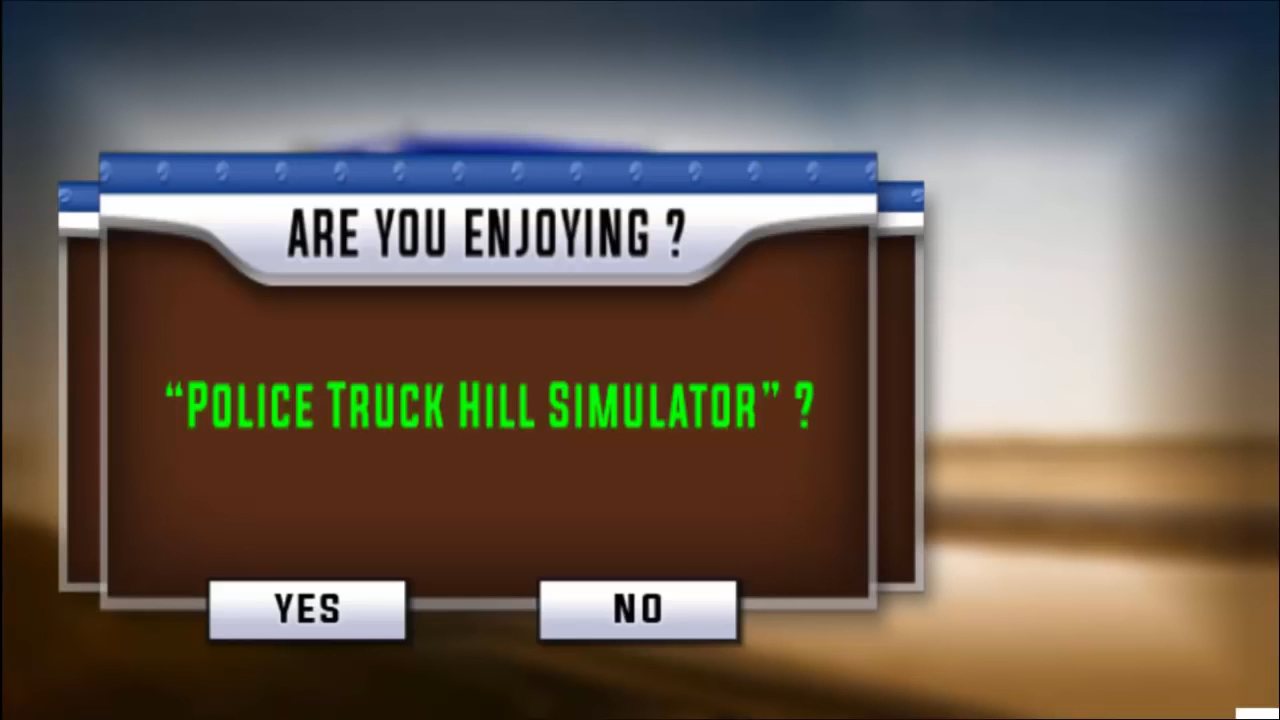 ARE YOU ENJOYING ?
“POLICE TRUCK HILL SIMULATOR” ?
YES
NO